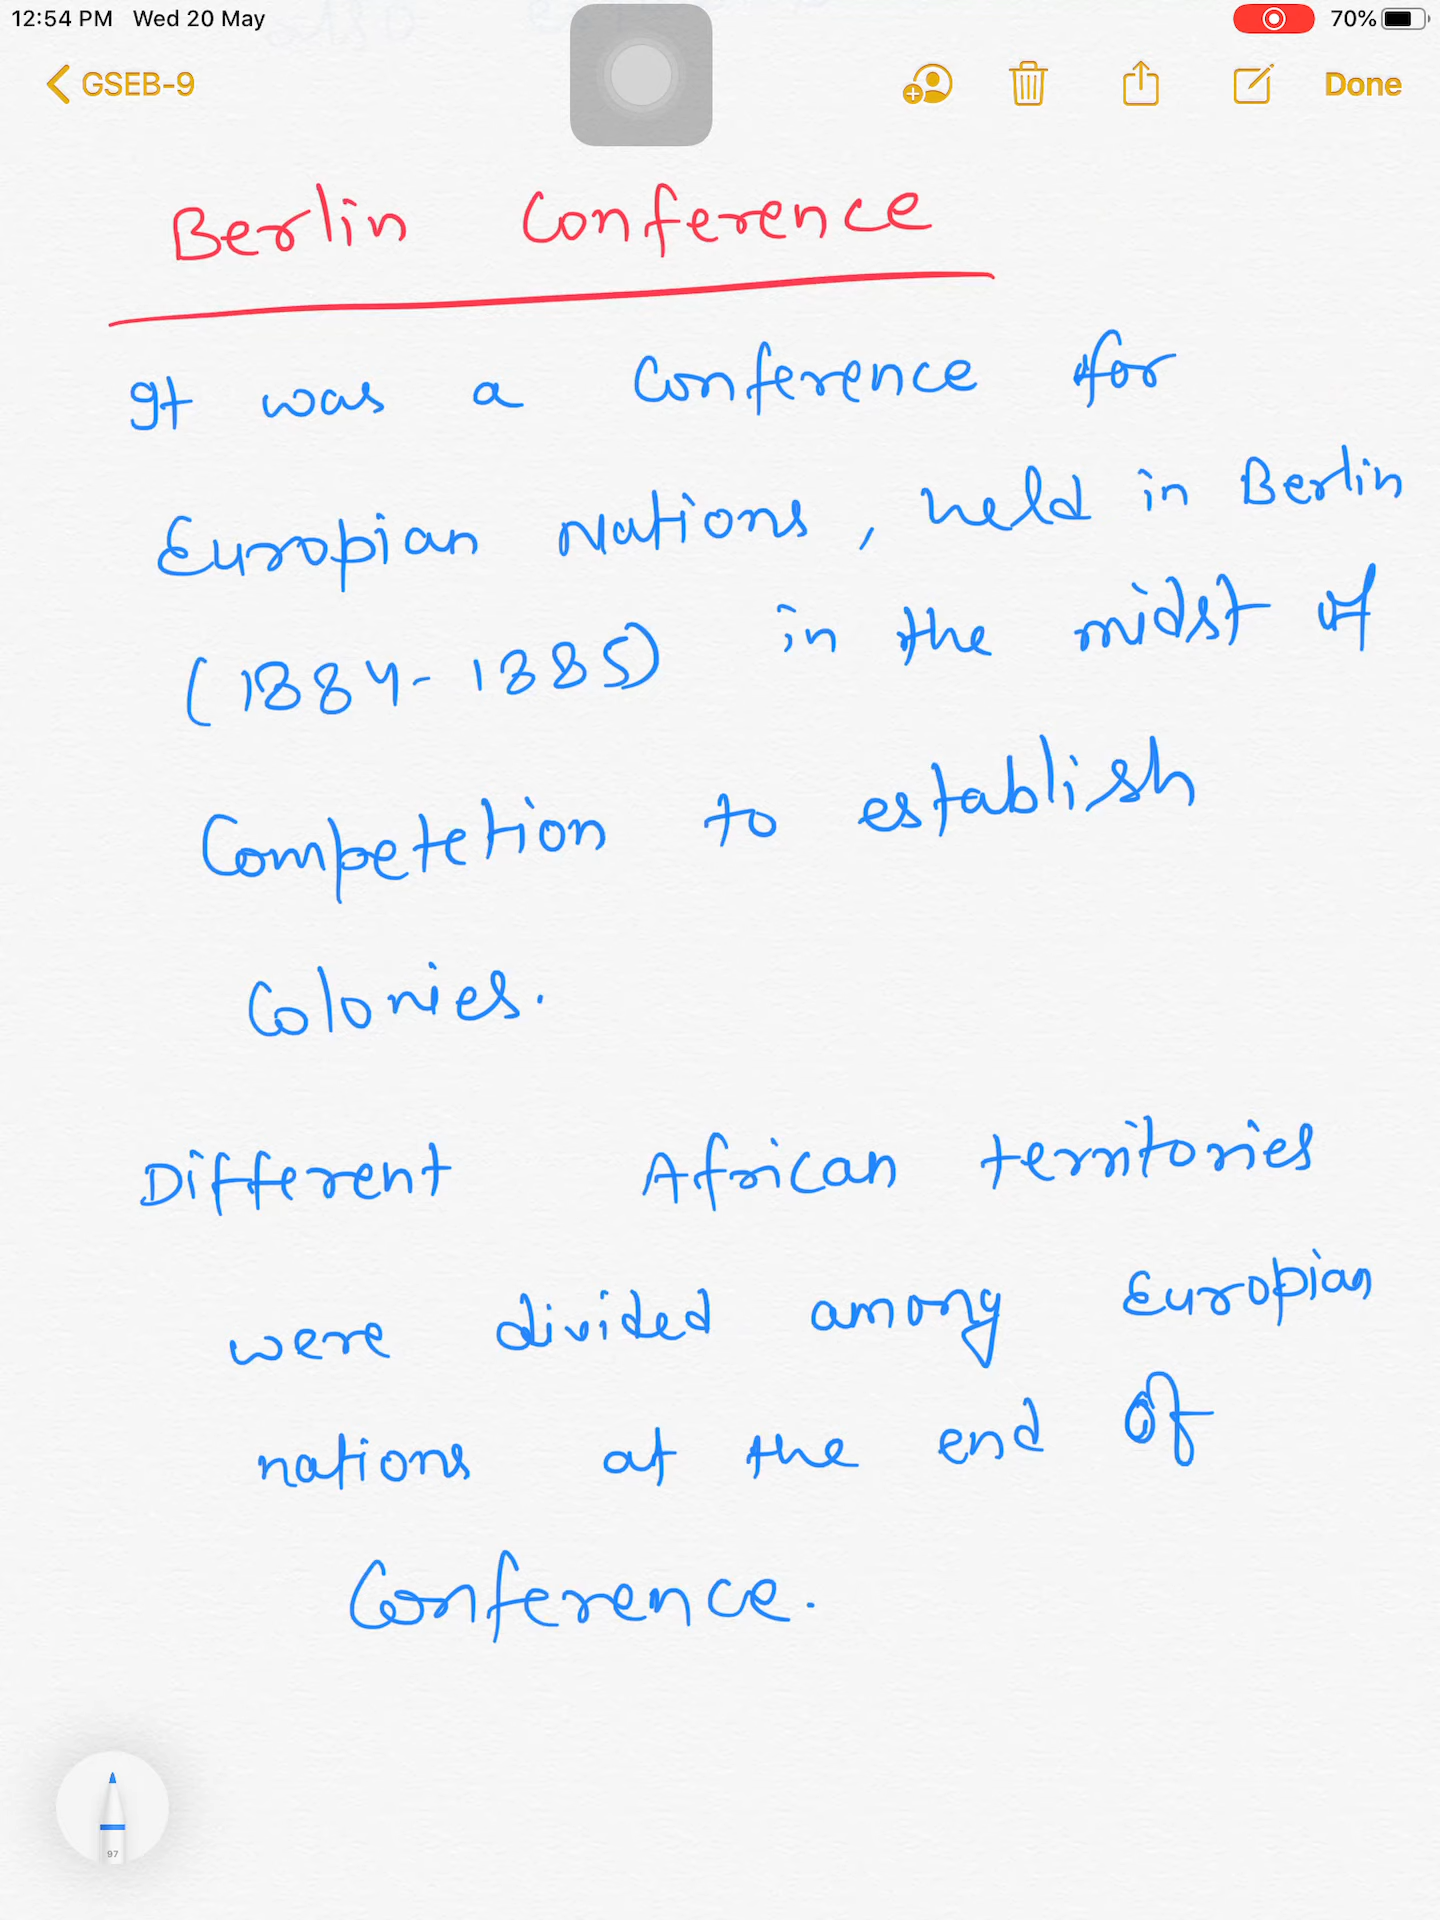 12:54 PM Wed 20 May 70%
GSEB-9 Done
Berlin Conference
It was a Conference for
Europian Nations, held in Berlin
(1884-1885) in the midst of
Competetion to establish
Colonies.
Different African territories
were divided among Europian
nations at the end of
Conference.
97